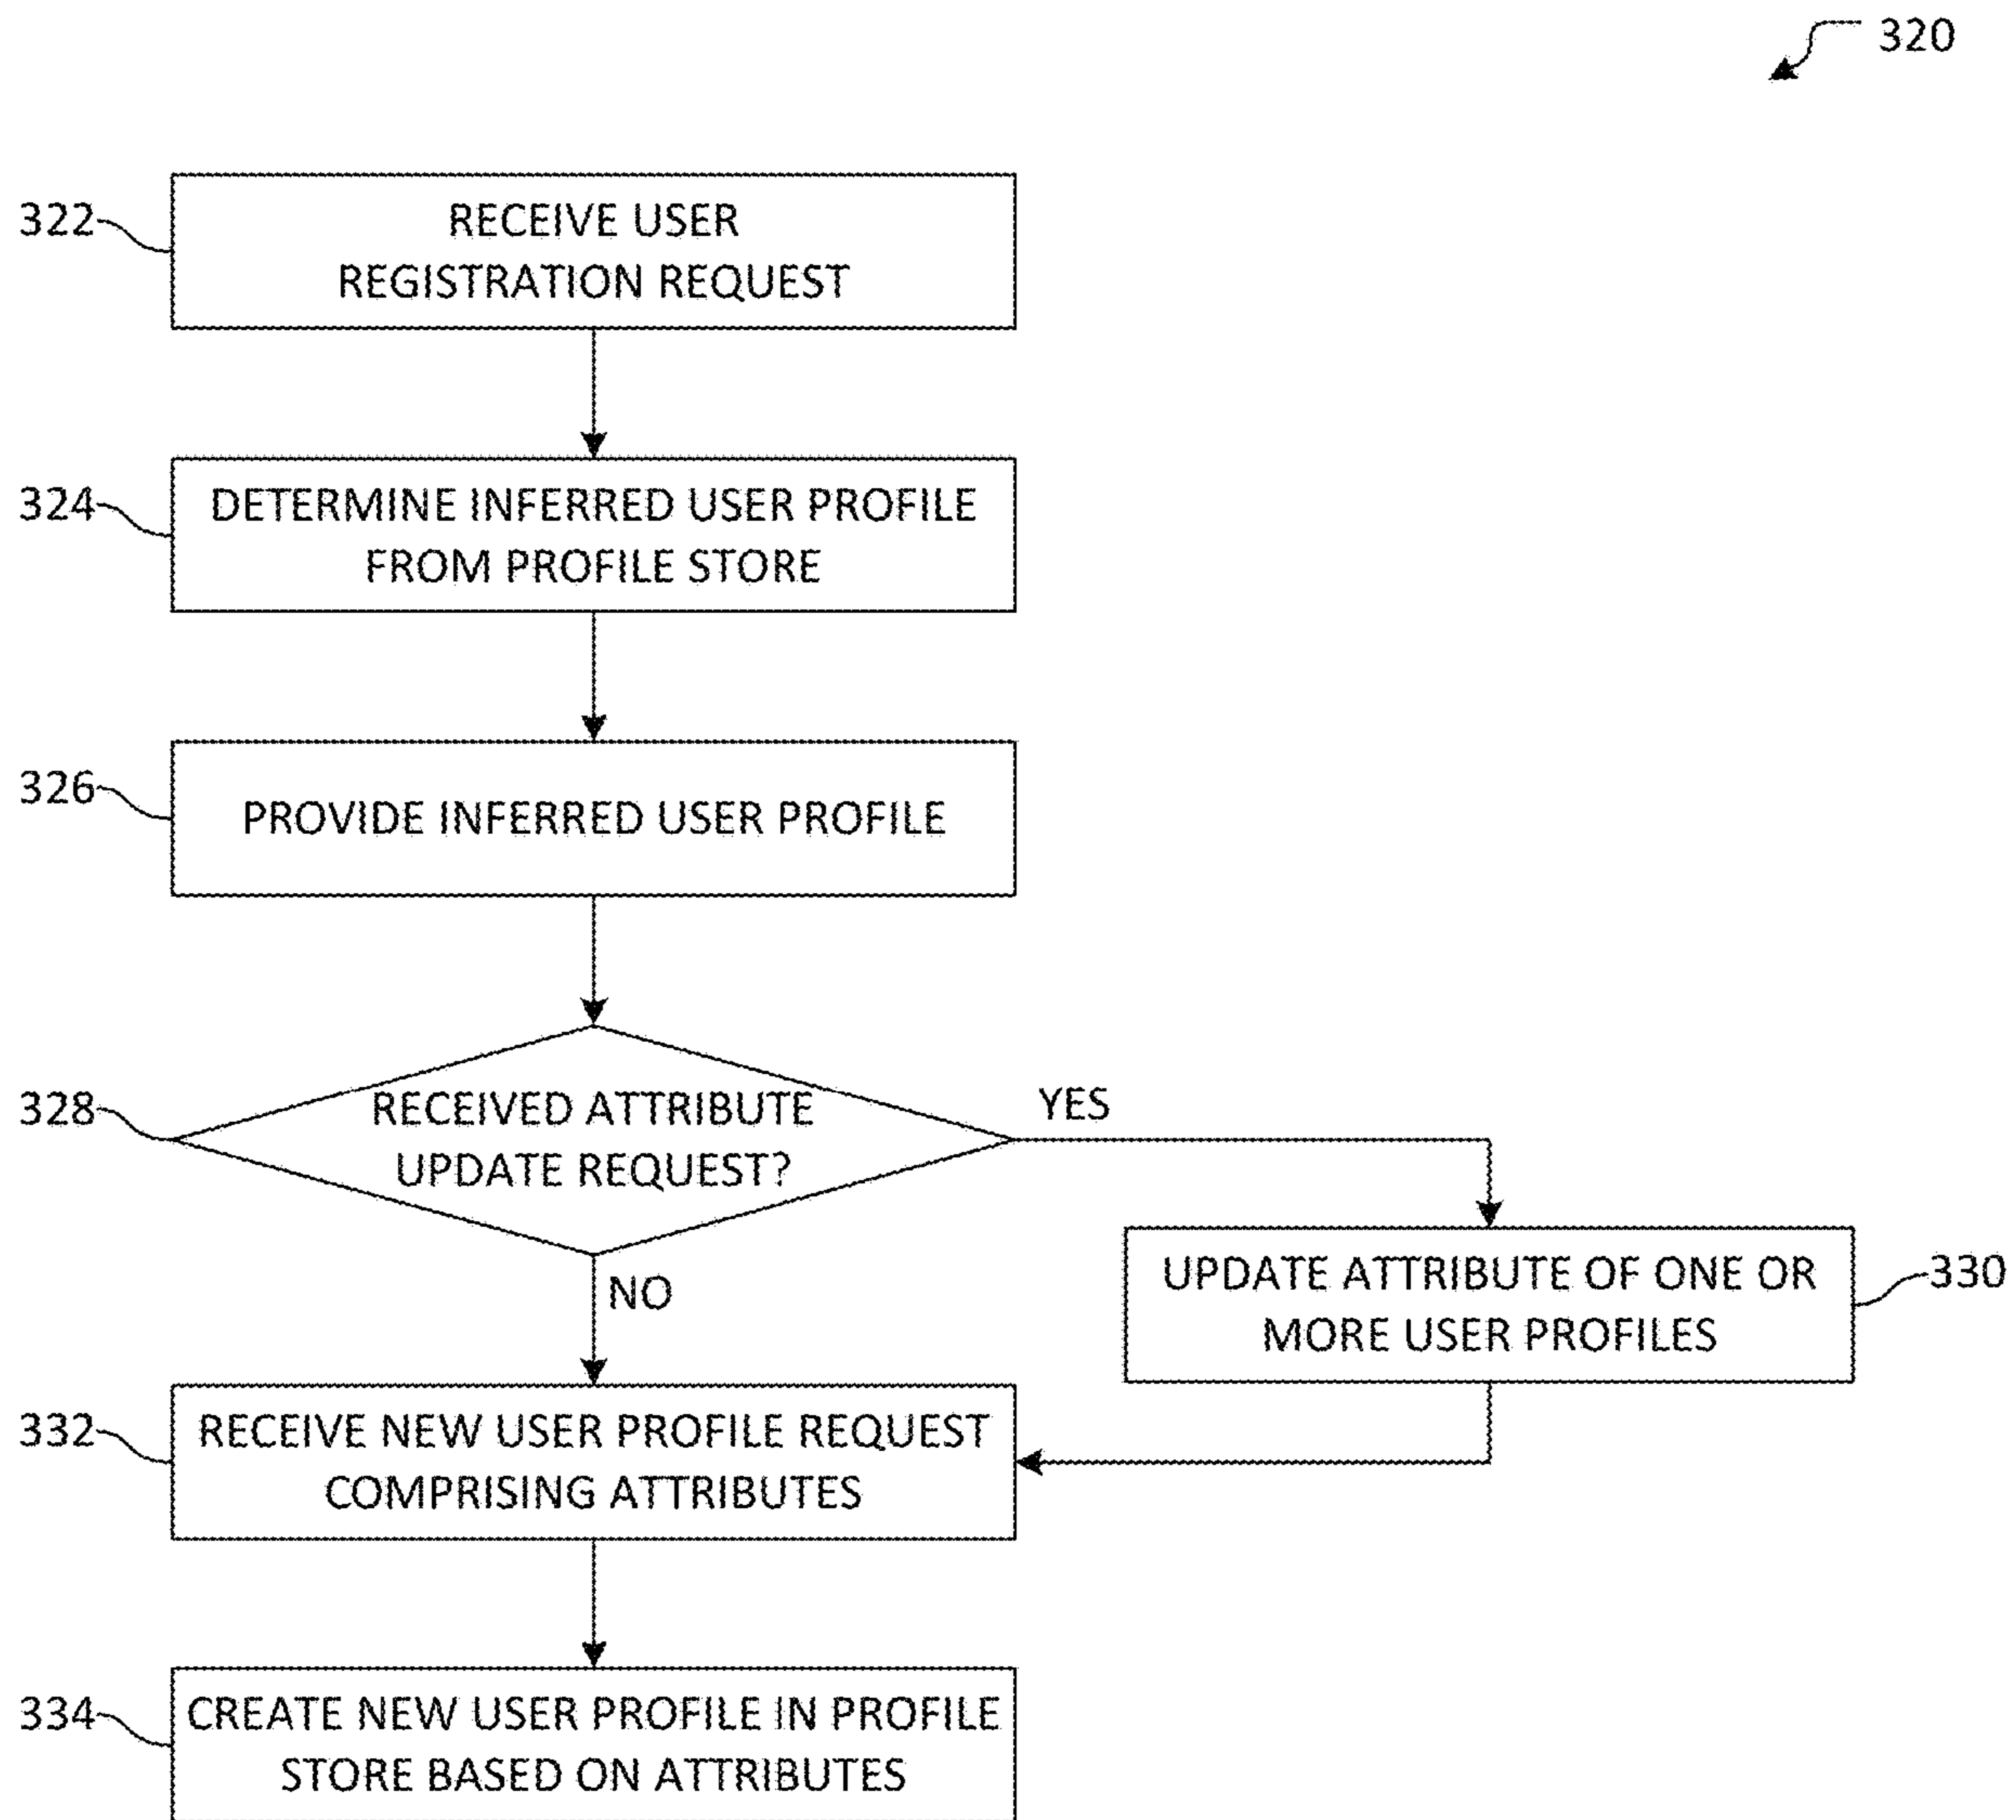 320
322
RECEIVE USER
REGISTRATION REQUEST
324
DETERMINE INFERRED USER PROFILE
FROM PROFILE STORE
326
PROVIDE INFERRED USER PROFILE
328
RECEIVED ATTRIBUTE
UPDATE REQUEST?
YES
NO
UPDATE ATTRIBUTE OF ONE OR
MORE USER PROFILES
330
332
RECEIVE NEW USER PROFILE REQUEST
COMPRISING ATTRIBUTES
334
CREATE NEW USER PROFILE IN PROFILE
STORE BASED ON ATTRIBUTES